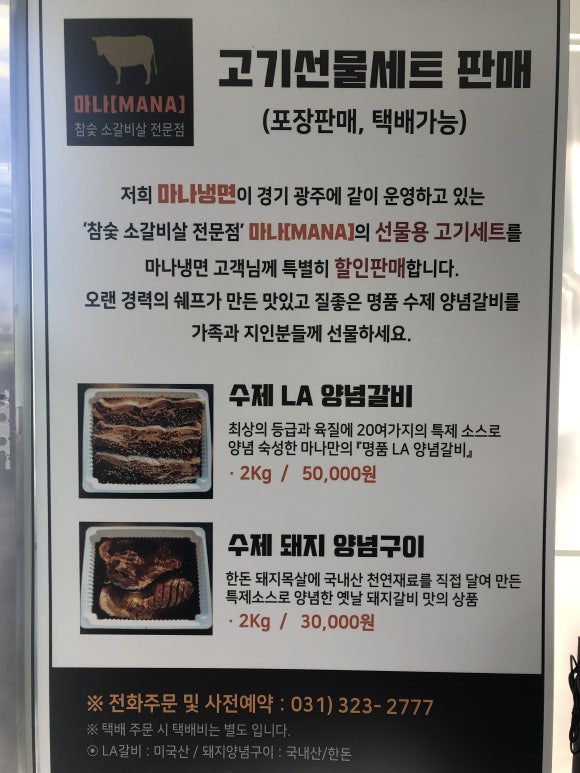 마나[MANA]
참숯 소갈비살 전문점
고기선물세트 판매
(포장판매, 택배가능)
저희 마나냉면이 경기 광주에 같이 운영하고 있는
'참숯 소갈비살 전문점' 마나[MANA]의 선물용 고기세트를
마나냉면 고객님께 특별히 할인판매합니다.
오랜 경력의 쉐프가 만든 맛있고 질좋은 명품 수제 양념갈비를
가족과 지인분들께 선물하세요.
수제 LA 양념갈비
최상의 등급과 육질에 20여가지의 특제 소스로
양념 숙성한 마나만의 『명품 LA 양념갈비』
· 2Kg / 50,000원
수제 돼지 양념구이
한돈 돼지목살에 국내산 천연재료를 직접 달여 만든
특제소스로 양념한 옛날 돼지갈비 맛의 상품
· 2Kg / 30,000원
※ 전화주문 및 사전예약 : 031) 323- 2777
※ 택배 주문 시 택배비는 별도 입니다.
⦿ LA갈비 : 미국산 / 돼지양념구이 : 국내산/한돈